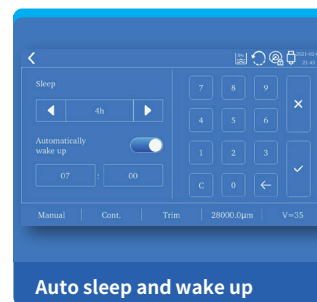 Sleep
4h
Automatically
wake up
07 : 00
7 8 9
4 5 6
1 2 3
C 0
Manual Cont. Trim 28000.0μm V=35
Auto sleep and wake up